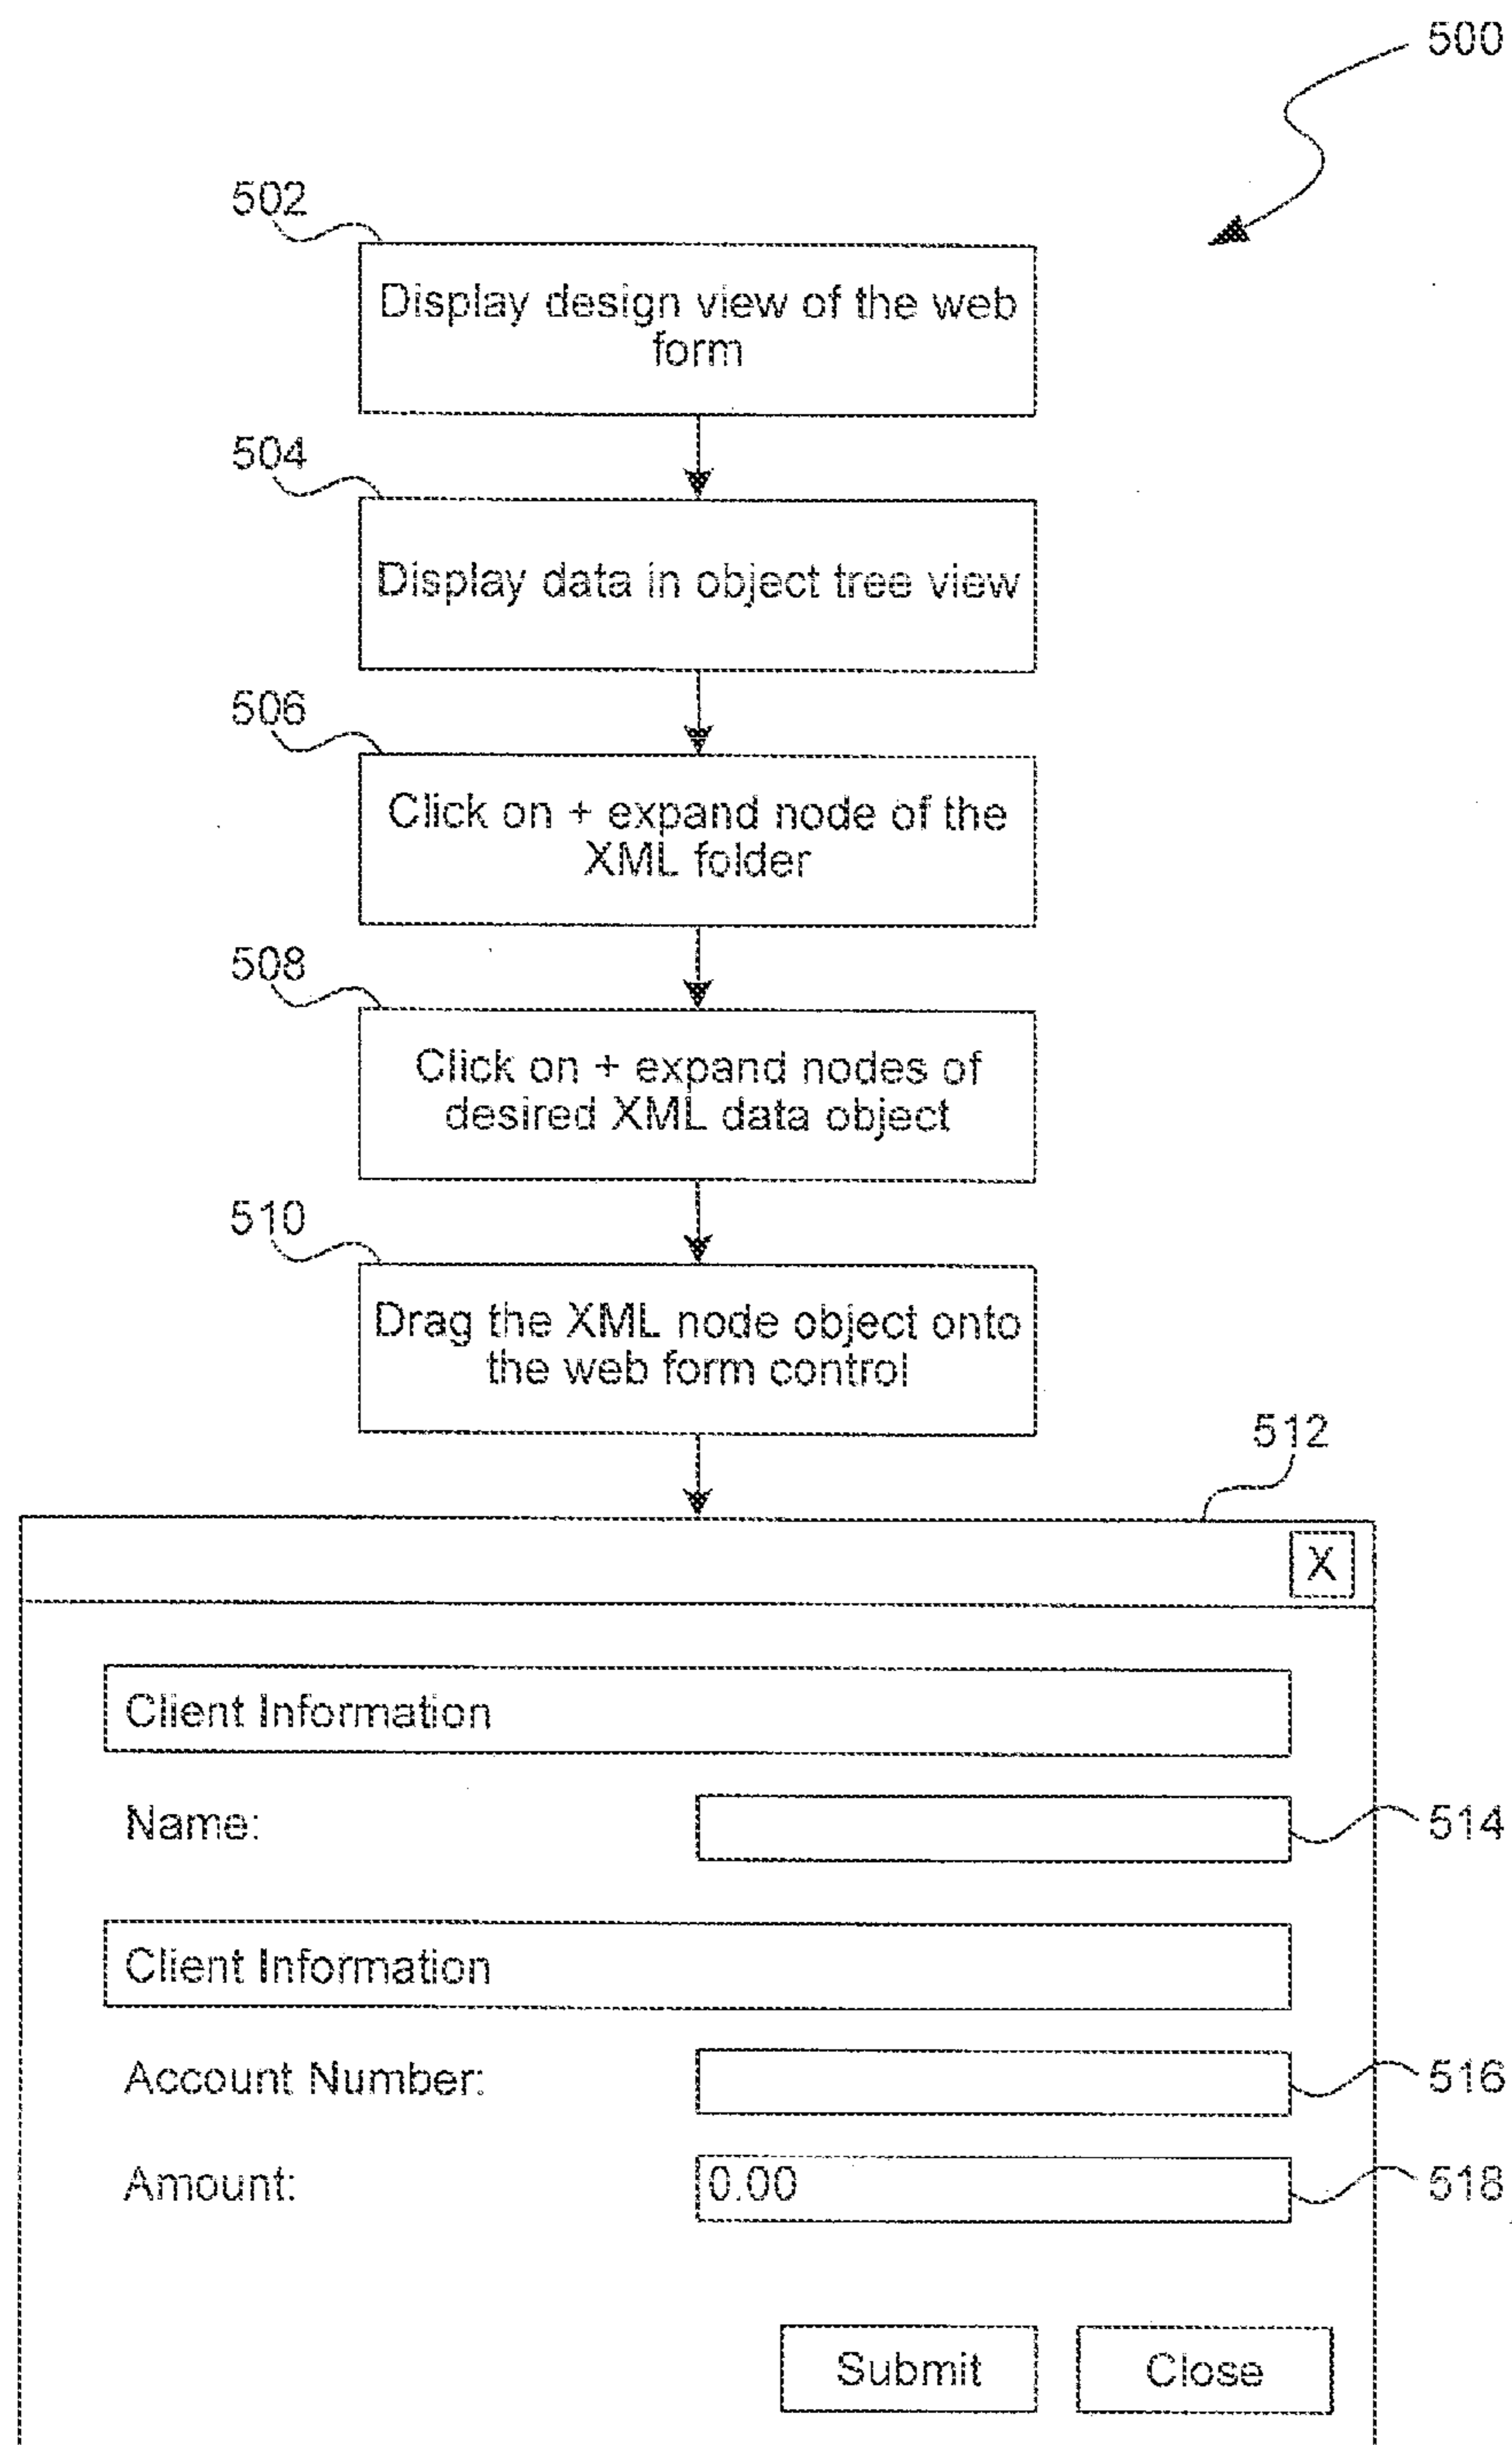 500
502
Display design view of the web
form
504
Display data in object tree view
506
Click on + expand node of the
XML folder
508
Click on + expand nodes of
desired XML data object
510
Drag the XML node object onto
the web form control
512
X
Client Information
Name:
514
Client Information
Account Number:
516
Amount:
0.00
518
Submit
Close